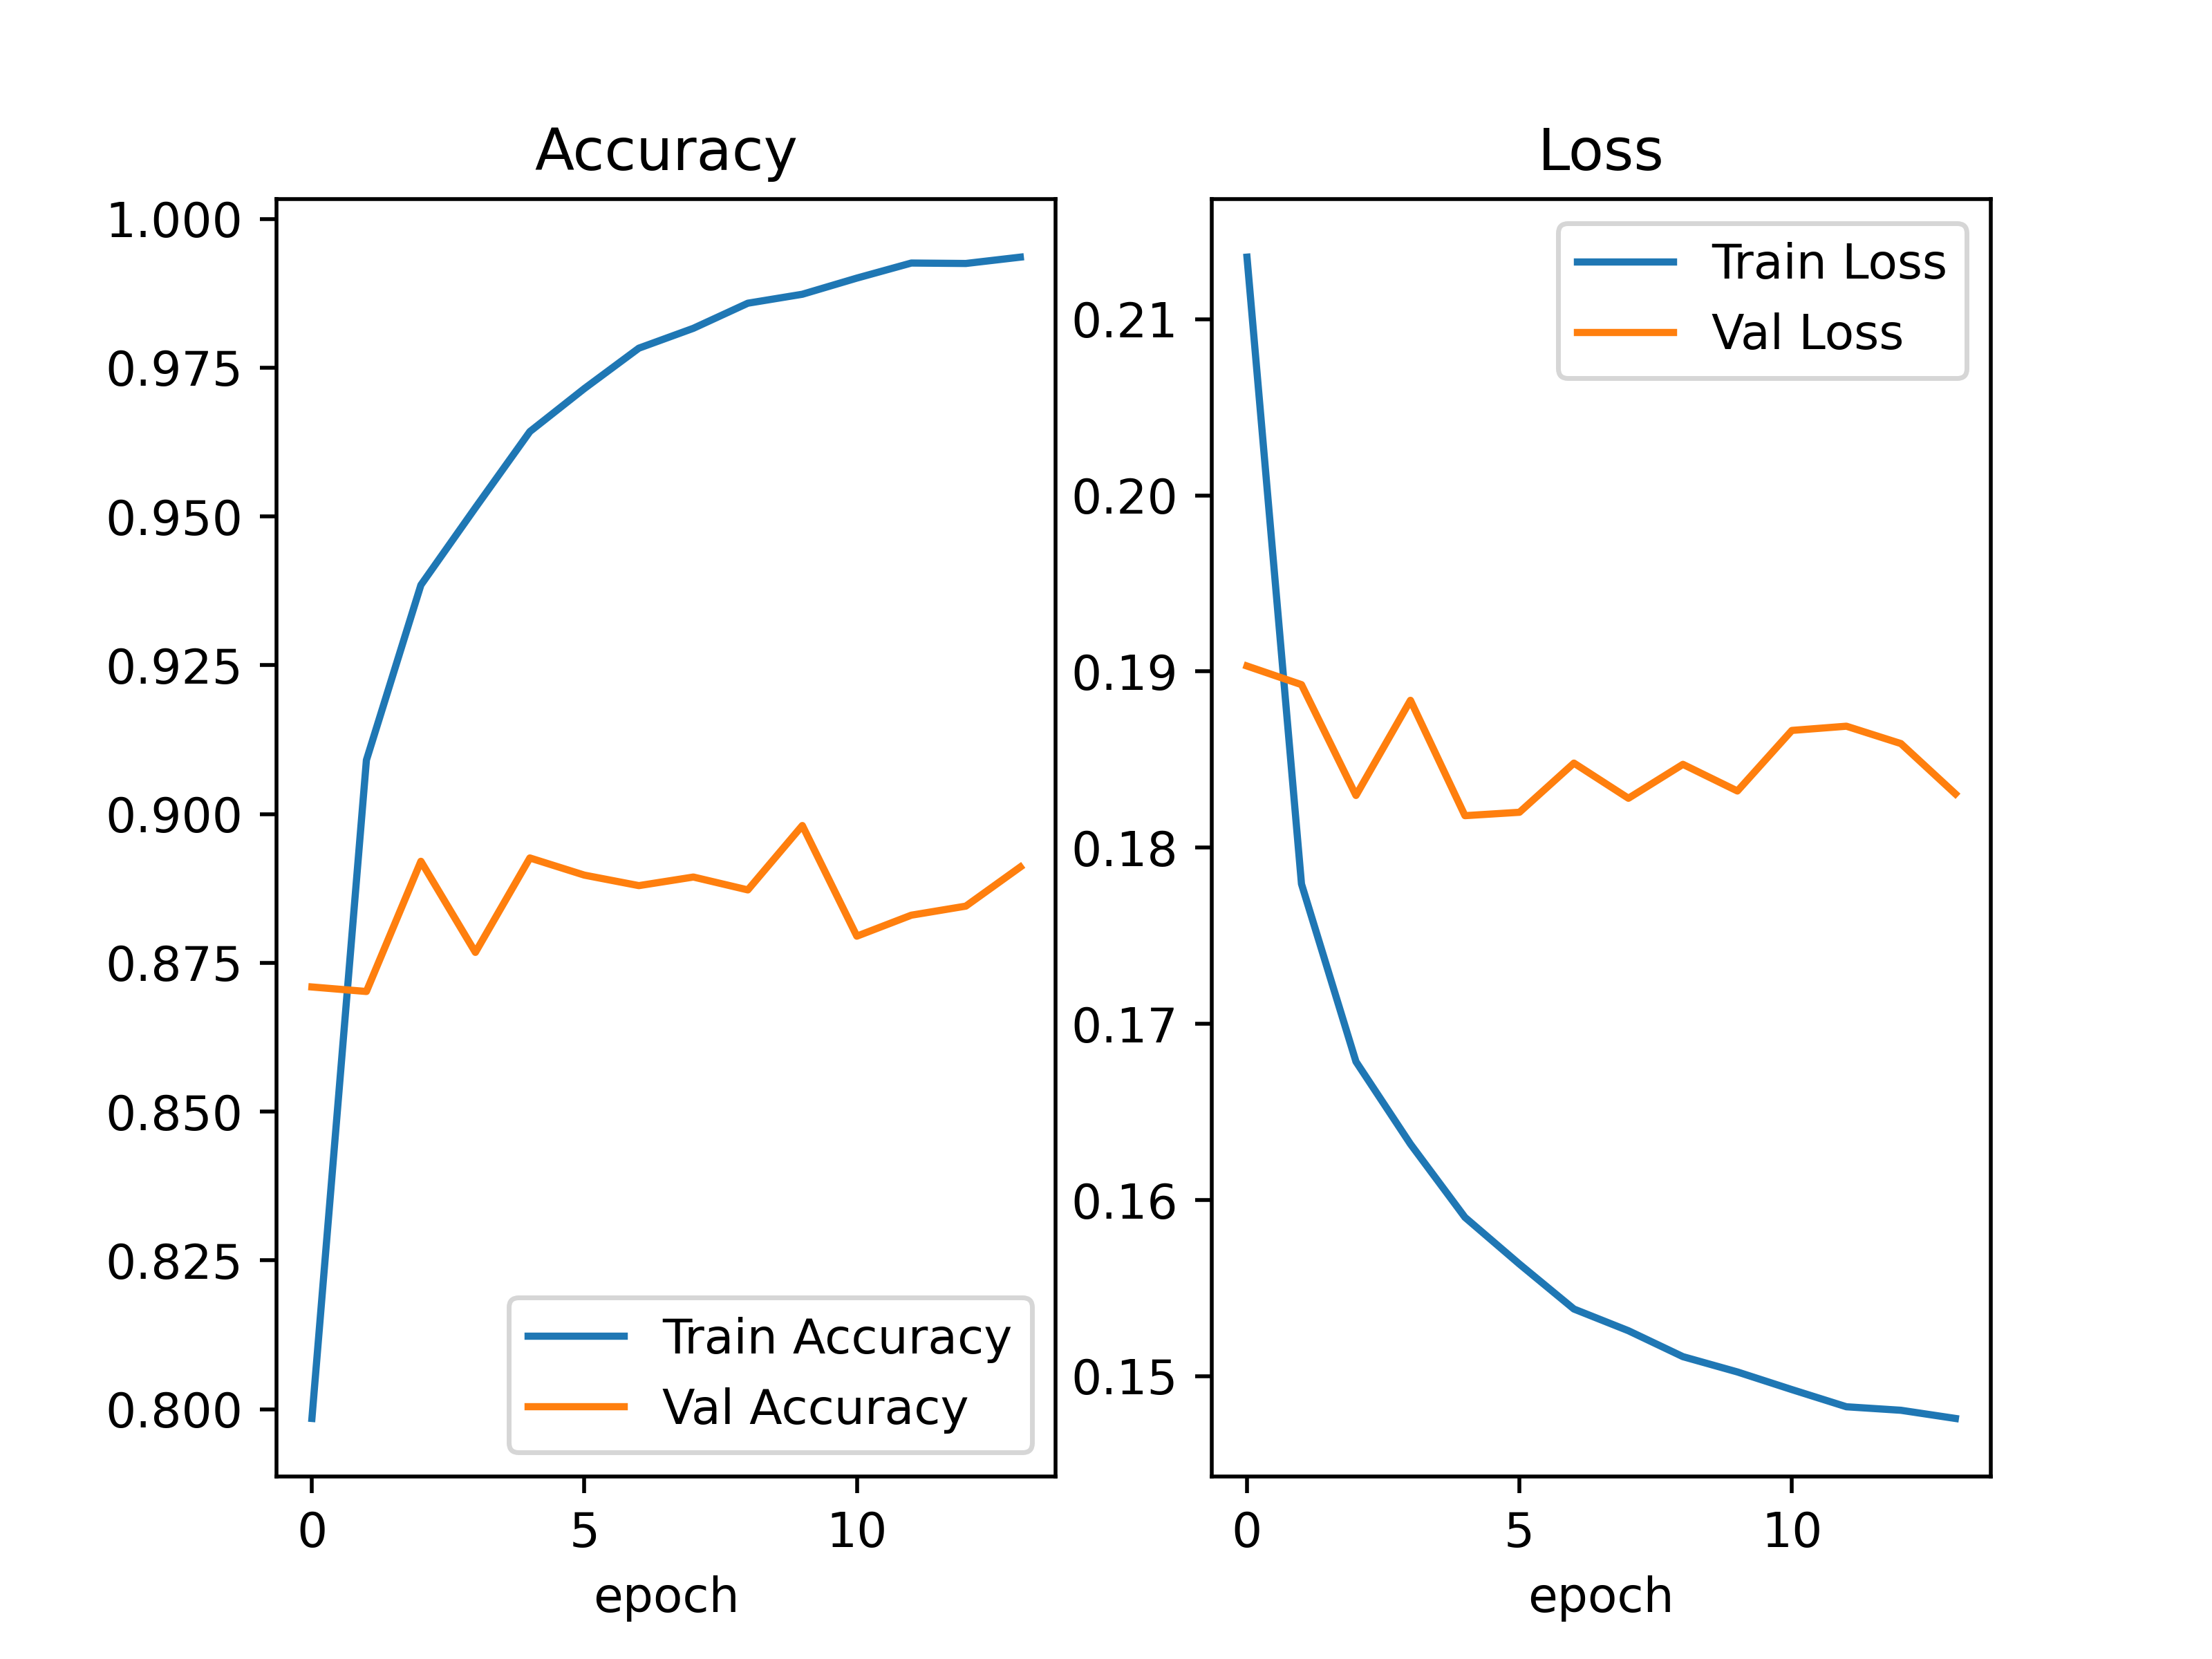 Accuracy
1.000
0.975
0.950
0.925
0.900
0.875
0.850
0.825
0.800
0 5 10
epoch
Train Accuracy
Val Accuracy
Loss
0.21
0.20
0.19
0.18
0.17
0.16
0.15
0 5 10
epoch
Train Loss
Val Loss